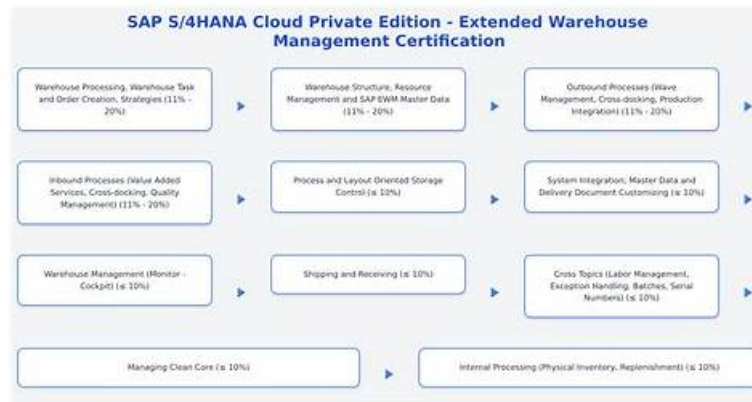 SAP S/4HANA Cloud Private Edition - Extended Warehouse
Management Certification
Warehouse Processing, Warehouse Task
and Order Creation, Strategies (11% -
20%)
Warehouse Structure, Resource
Management and SAP EWM Master Data
(11% - 20%)
Outbound Processes (Wave
Management, Cross-docking, Production
Integration) (11% - 20%)
Inbound Processes (Value Added
Services, Cross-docking, Quality
Management) (11% - 20%)
Process and Layout Oriented Storage
Control (≤ 10%)
System Integration, Master Data and
Delivery Document Customizing (≤ 10%)
Warehouse Management (Monitor -
Cockpit) (≤ 10%)
Shipping and Receiving (≤ 10%)
Cross Topics (Labor Management,
Exception Handling, Batches, Serial
Numbers) (≤ 10%)
Managing Clean Core (≤ 10%)
Internal Processing (Physical Inventory, Replenishment) (≤ 10%)